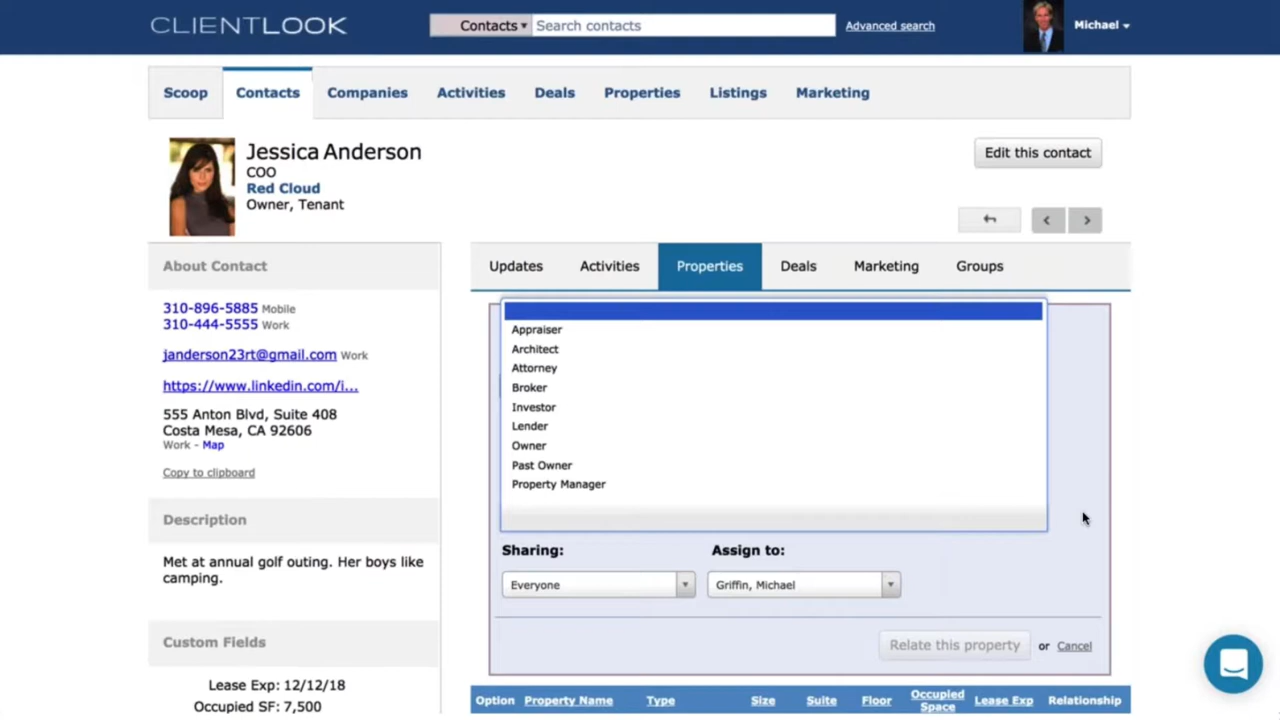 CLIENTLOOK
Contacts
Search contacts
Advanced search
Michael
Scoop
Contacts
Companies
Activities
Deals
Properties
Listings
Marketing
Jessica Anderson
COO
Red Cloud
Owner, Tenant
Edit this contact
About Contact
310-896-5885 Mobile
310-444-5555 Work
janderson23rt@gmail.com Work
https://www.linkedin.com/i...
555 Anton Blvd, Suite 408
Costa Mesa, CA 92606
Work - Map
Copy to clipboard
Description
Met at annual golf outing. Her boys like
camping.
Custom Fields
Lease Exp: 12/12/18
Occupied SF: 7,500
Updates
Activities
Properties
Deals
Marketing
Groups
Appraiser
Architect
Attorney
Broker
Investor
Lender
Owner
Past Owner
Property Manager
Sharing:
Assign to:
Everyone
Griffin, Michael
Relate this property or Cancel
Option
Property Name
Type
Size
Suite
Floor
Occupied
Space
Lease Exp
Relationship